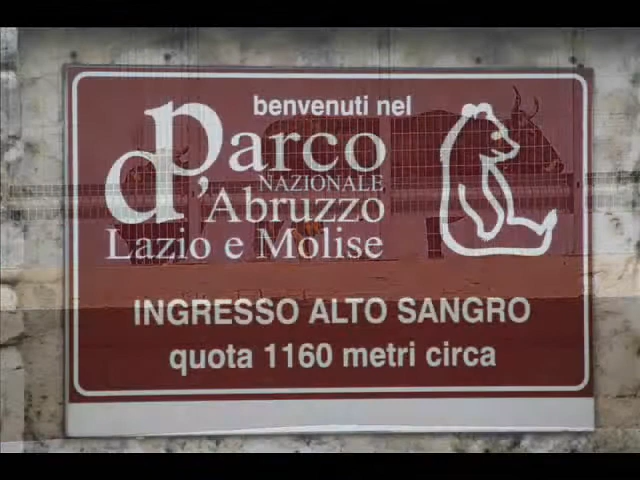 benvenuti nel
Parco
NAZIONALE
d'Abruzzo
Lazio e Molise
INGRESSO ALTO SANGRO
quota 1160 metri circa